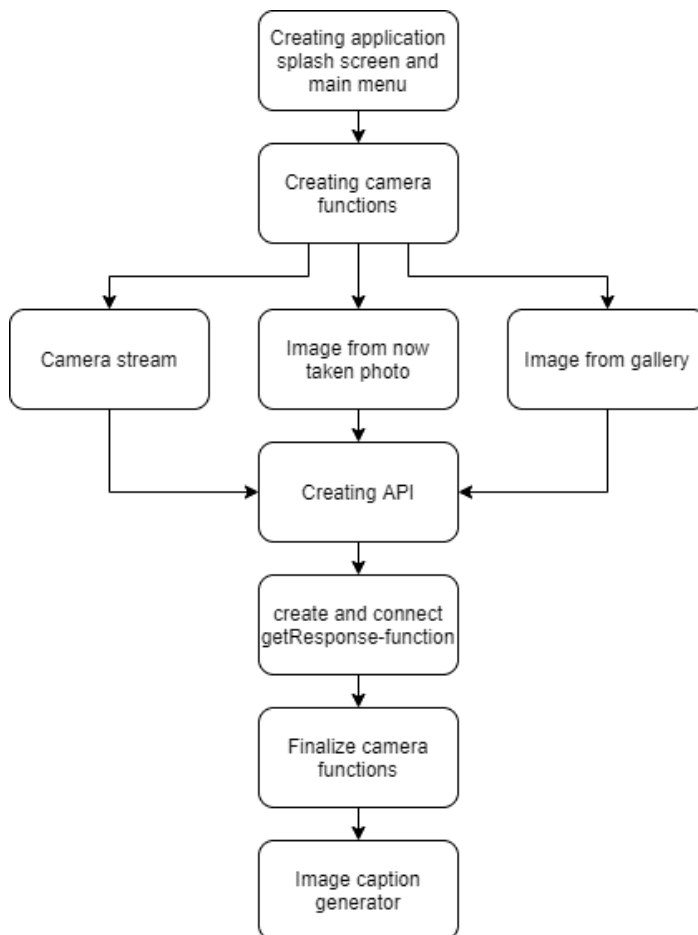 Creating application
splash screen and
main menu
Creating camera
functions
Camera stream
Image from now
taken photo
Image from gallery
Creating API
create and connect
getResponse-function
Finalize camera
functions
Image caption
generator